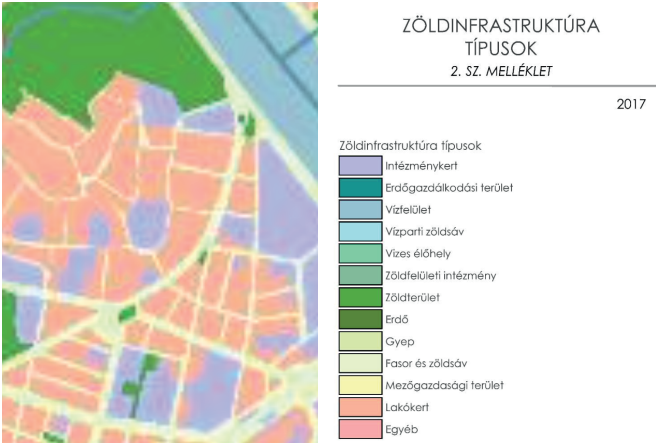 ZÖLDINFRASTRUKTÚRA
TÍPUSOK
2. SZ. MELLÉKLET
2017
Zöldinfrastruktúra típusok
Intézménykert
Erdőgazdálkodási terület
Vízfelület
Vízparti zöldsáv
Vizes élőhely
Zöldfelületi intézmény
Zöldterület
Erdő
Gyep
Fasor és zöldsáv
Mezőgazdasági terület
Lakókert
Egyéb